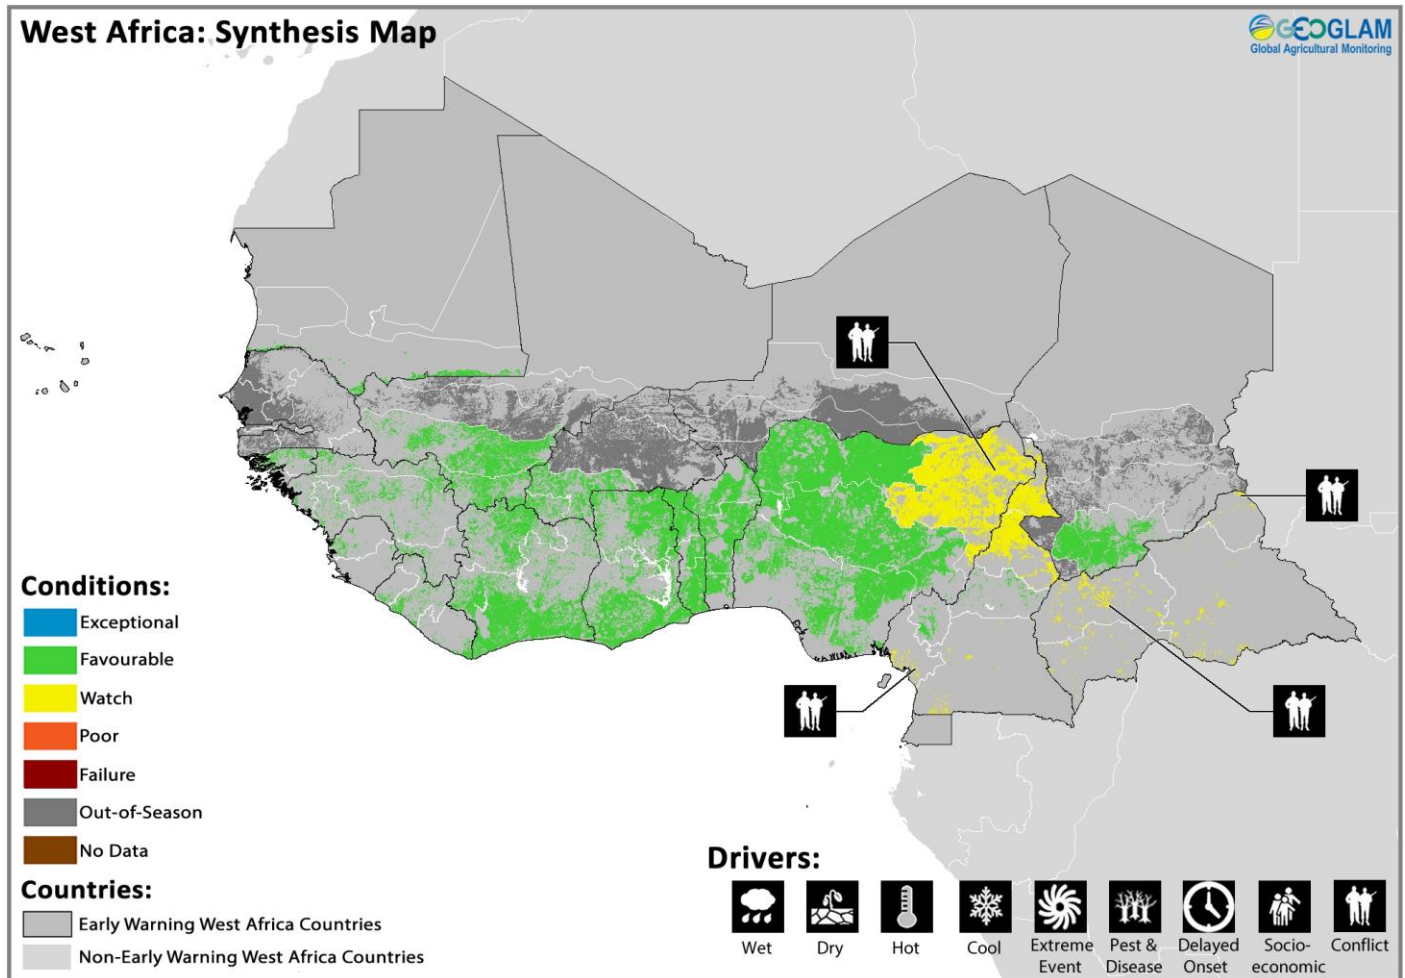 West Africa: Synthesis Map
GEOGLAM
Global Agricultural Monitoring
Conditions:
Exceptional
Favourable
Watch
Poor
Failure
Out-of-Season
No Data
Countries:
Early Warning West Africa Countries
Non-Early Warning West Africa Countries
Drivers:
Wet
Dry
Hot
Cool
Extreme
Event
Pest &
Disease
Delayed
Onset
Socio-
economic
Conflict